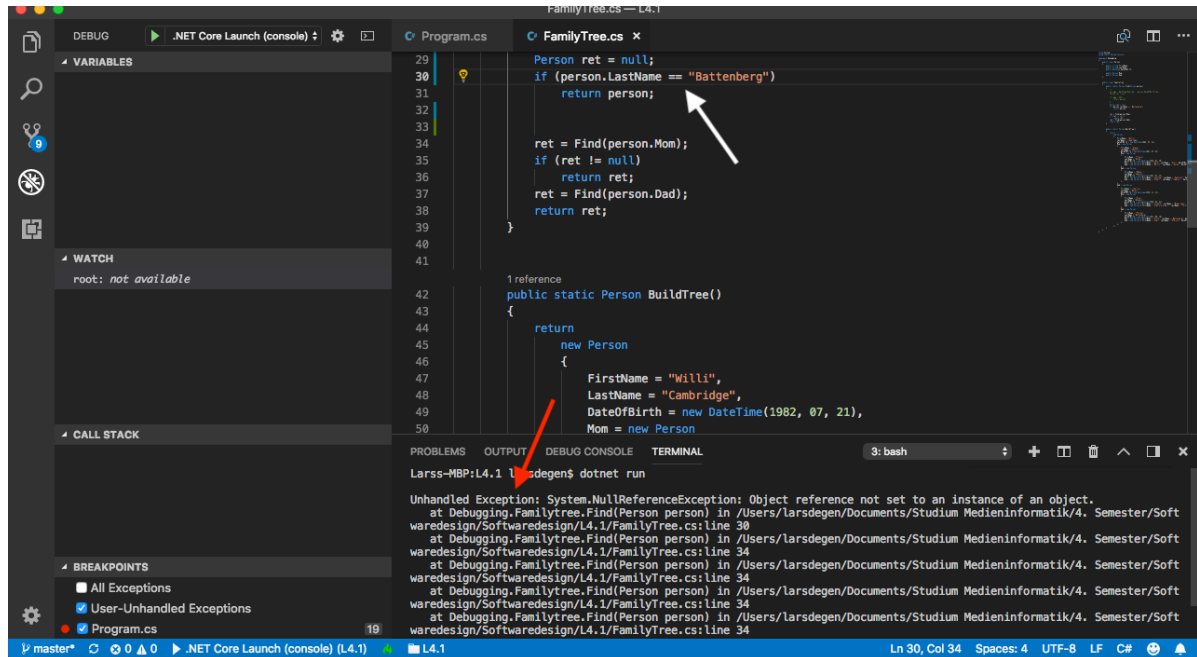 FamilyTree.cs — L4.1
DEBUG .NET Core Launch (console)
Program.cs
FamilyTree.cs ×
VARIABLES
WATCH
root: not available
CALL STACK
BREAKPOINTS
All Exceptions
User-Unhandled Exceptions
Program.cs 19
9
29 Person ret = null;
30 if (person.LastName == "Battenberg")
31 return person;
32
33
34 ret = Find(person.Mom);
35 if (ret != null)
36 return ret;
37 ret = Find(person.Dad);
38 return ret;
39 }
40
41
1 reference
42 public static Person BuildTree()
43 {
44 return
45 new Person
46 {
47 FirstName = "Willi",
48 LastName = "Cambridge",
49 DateOfBirth = new DateTime(1982, 07, 21),
50 Mom = new Person
PROBLEMS OUTPUT DEBUG CONSOLE TERMINAL 3: bash
Larss-MBP:L4.1 larsdegen$ dotnet run
Unhandled Exception: System.NullReferenceException: Object reference not set to an instance of an object.
at Debugging.Familytree.Find(Person person) in /Users/larsdegen/Documents/Studium Medieninformatik/4. Semester/Soft
waredesign/Softwaredesign/L4.1/FamilyTree.cs:line 30
at Debugging.Familytree.Find(Person person) in /Users/larsdegen/Documents/Studium Medieninformatik/4. Semester/Soft
waredesign/Softwaredesign/L4.1/FamilyTree.cs:line 34
at Debugging.Familytree.Find(Person person) in /Users/larsdegen/Documents/Studium Medieninformatik/4. Semester/Soft
waredesign/Softwaredesign/L4.1/FamilyTree.cs:line 34
at Debugging.Familytree.Find(Person person) in /Users/larsdegen/Documents/Studium Medieninformatik/4. Semester/Soft
waredesign/Softwaredesign/L4.1/FamilyTree.cs:line 34
at Debugging.Familytree.Find(Person person) in /Users/larsdegen/Documents/Studium Medieninformatik/4. Semester/Soft
waredesign/Softwaredesign/L4.1/FamilyTree.cs:line 34
master* 0 0 .NET Core Launch (console) (L4.1) L4.1 Ln 30, Col 34 Spaces: 4 UTF-8 LF C#